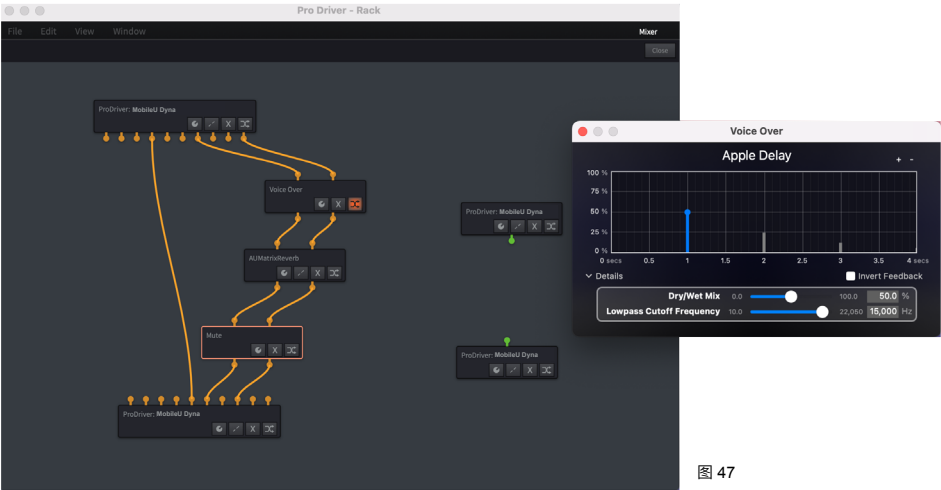 Pro Driver - Rack
File Edit View Window Mixer
Close
ProDriver: MobileU Dyna
X
Voice Over
X
AUMatrixReverb
X
Mute
X
ProDriver: MobileU Dyna
X
ProDriver: MobileU Dyna
X
ProDriver: MobileU Dyna
X
Voice Over
Apple Delay
+ -
100 %
75 %
50 %
25 %
0 %
0 secs 0.5 1 1.5 2 2.5 3 3.5 4 secs
Details Invert Feedback
Dry/Wet Mix 0.0 100.0 50.0 %
Lowpass Cutoff Frequency 10.0 22,050 15,000 Hz
图 47